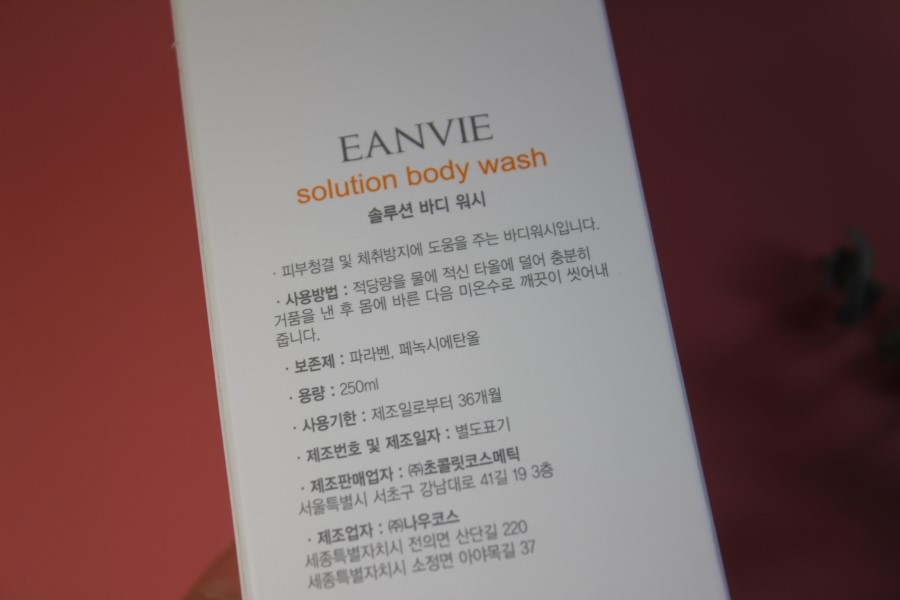 EANVIE
solution body wash
솔루션 바디 워시
· 피부청결 및 체취방지에 도움을 주는 바디워시입니다.
· 사용방법 : 적당량을 물에 적신 타올에 덜어 충분히
거품을 낸 후 몸에 바른 다음 미온수로 깨끗이 씻어내
줍니다.
· 보존제 : 파라벤, 페녹시에탄올
· 용량 : 250ml
· 사용기한 : 제조일로부터 36개월
· 제조번호 및 제조일자 : 별도표기
· 제조판매업자 : ㈜초콜릿코스메틱
서울특별시 서초구 강남대로 41길 19 3층
· 제조업자 : ㈜나우코스
세종특별자치시 전의면 산단길 220
세종특별자치시 소정면 아야목길 37